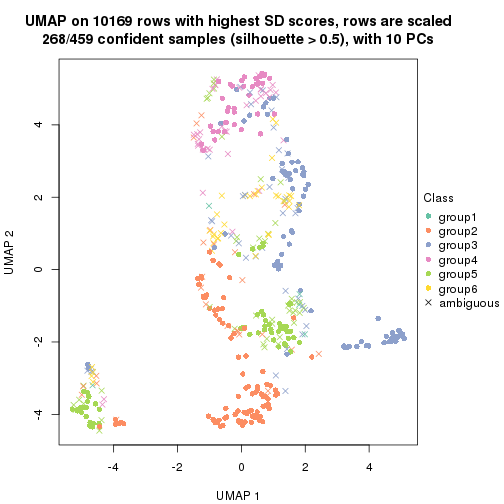 UMAP on 10169 rows with highest SD scores, rows are scaled
268/459 confident samples (silhouette > 0.5), with 10 PCs
4
2
0
-2
-4
UMAP 2
-4
-2
0
2
4
UMAP 1
Class
group1
group2
group3
group4
group5
group6
ambiguous